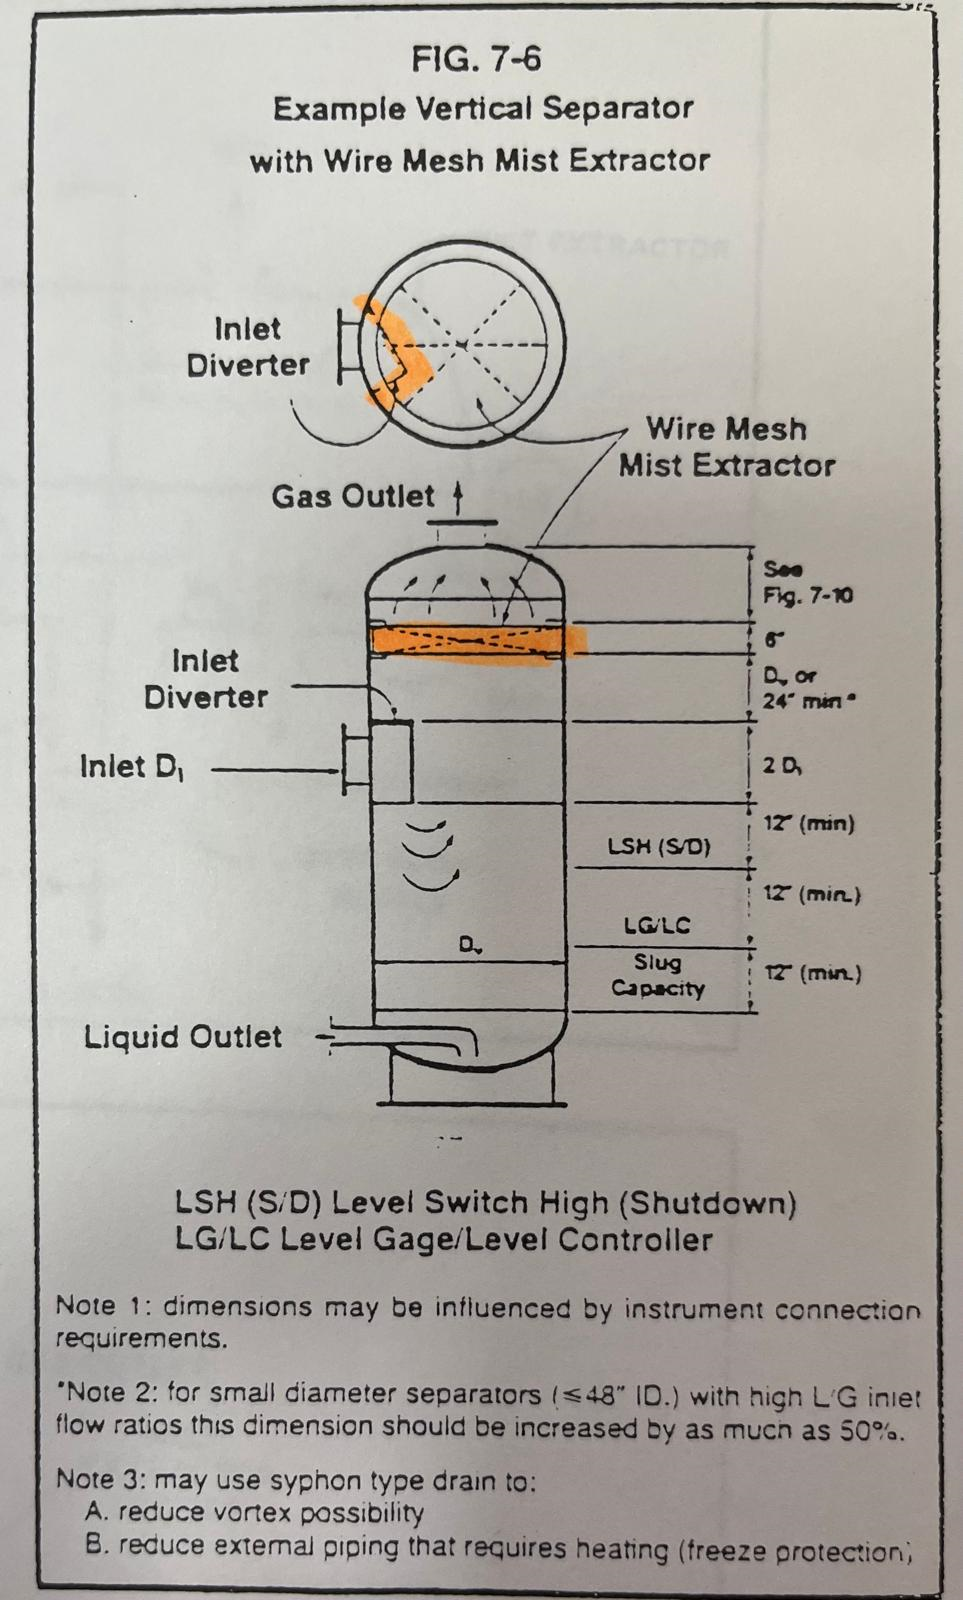 FIG. 7-6
Example Vertical Separator
with Wire Mesh Mist Extractor
Inlet
Diverter
Wire Mesh
Mist Extractor
Gas Outlet
See
Fig. 7-10
6"
Inlet
Diverter
Dv or
24" min*
Inlet DI
2 DI
12" (min)
LSH (S/D)
12" (min.)
LG/LC
Dv
Slug
Capacity
12" (min.)
Liquid Outlet
LSH (S/D) Level Switch High (Shutdown)
LG/LC Level Gage/Level Controller
Note 1: dimensions may be influenced by instrument connection
requirements.
*Note 2: for small diameter separators (≤48" ID.) with high L/G inlet
flow ratios this dimension should be increased by as much as 50%.
Note 3: may use syphon type drain to:
A. reduce vortex possibility
B. reduce external piping that requires heating (freeze protection)